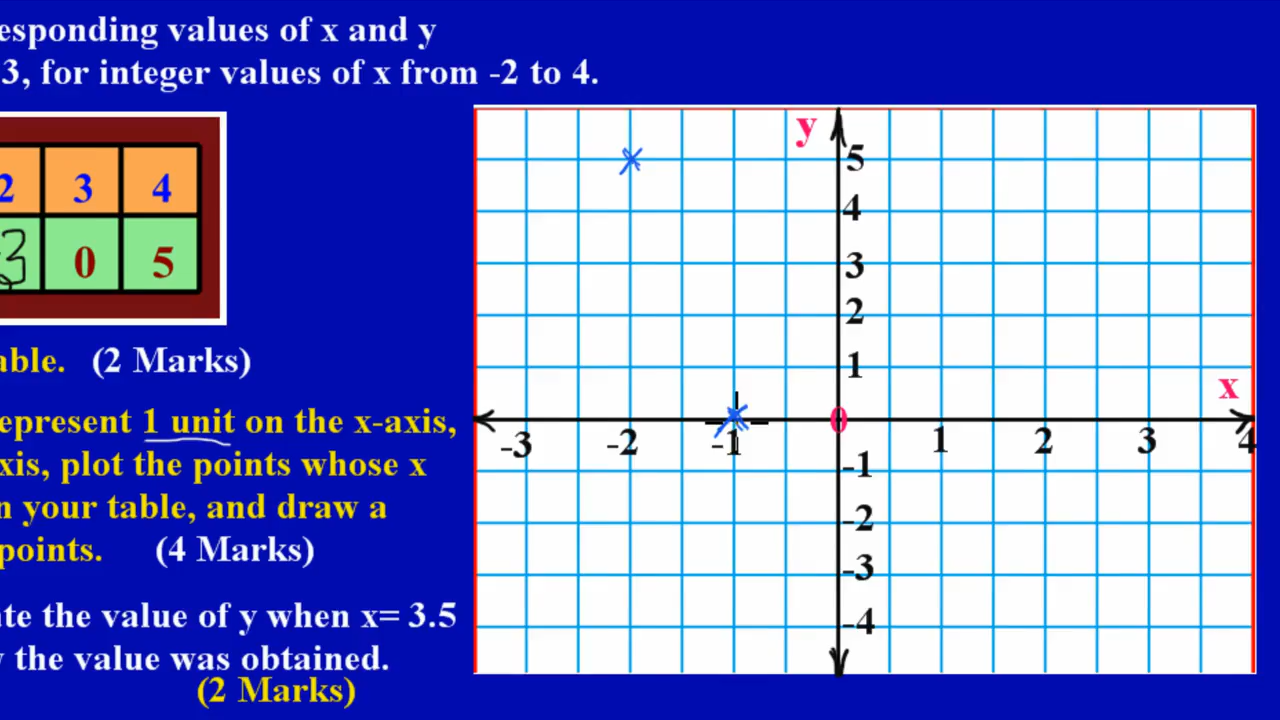 esponding values of x and y
3, for integer values of x from -2 to 4.
2 3 4
3 0 5
able. (2 Marks)
epresent 1 unit on the x-axis,
xis, plot the points whose x
n your table, and draw a
points. (4 Marks)
ate the value of y when x= 3.5
w the value was obtained.
(2 Marks)
y
5
4
3
2
1
x
0
-3 -2 -1 1 2 3 4
-1
-2
-3
-4